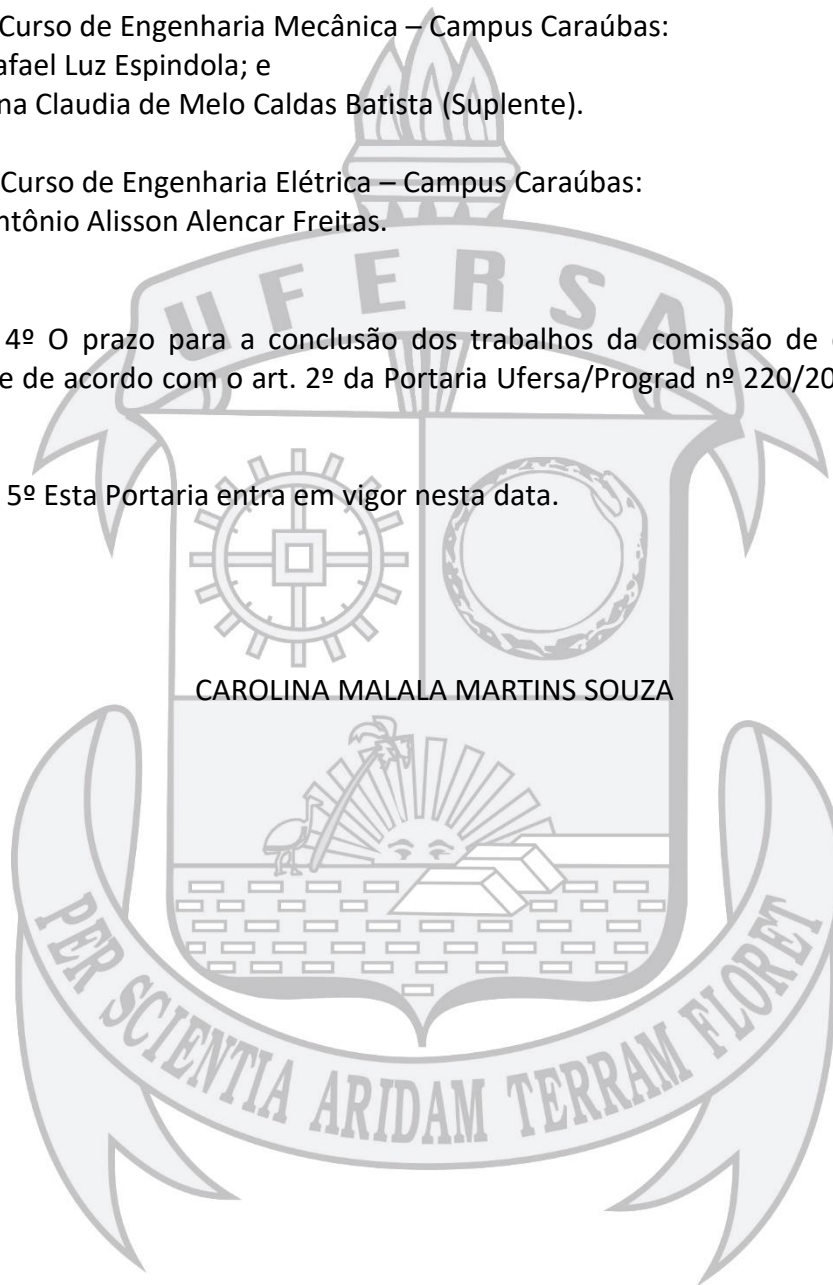 Curso de Engenharia Mecânica – Campus Caraúbas:
afael Luz Espindola; e
na Claudia de Melo Caldas Batista (Suplente).
Curso de Engenharia Elétrica – Campus Caraúbas:
ntônio Alisson Alencar Freitas.
UFERSA
4º O prazo para a conclusão dos trabalhos da comissão de
e de acordo com o art. 2º da Portaria Ufersa/Prograd nº 220/20
5º Esta Portaria entra em vigor nesta data.
CAROLINA MALALA MARTINS SOUZA
PER SCIENTIA ARIDAM TERRAM FLORET